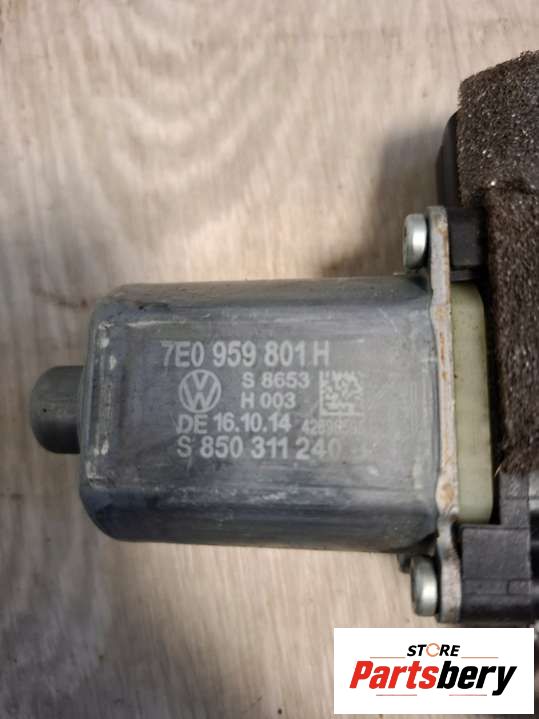 7E0 959 801 H
S 8653
H 003
DE 16.10.14
S 850 311 240
STORE
Partsbery